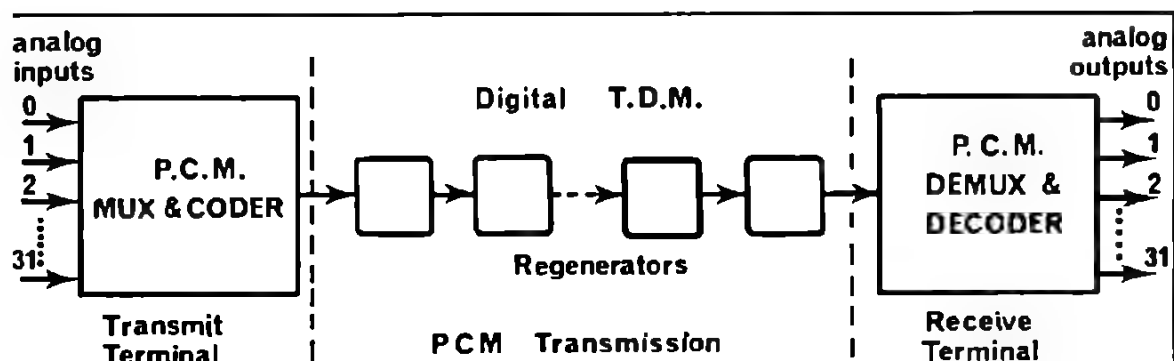 analog
inputs
0
1
2
31
P.C.M.
MUX & CODER
Transmit
Terminal
Digital T.D.M.
Regenerators
PCM Transmission
P.C.M.
DEMUX &
DECODER
Receive
Terminal
analog
outputs
0
1
2
31